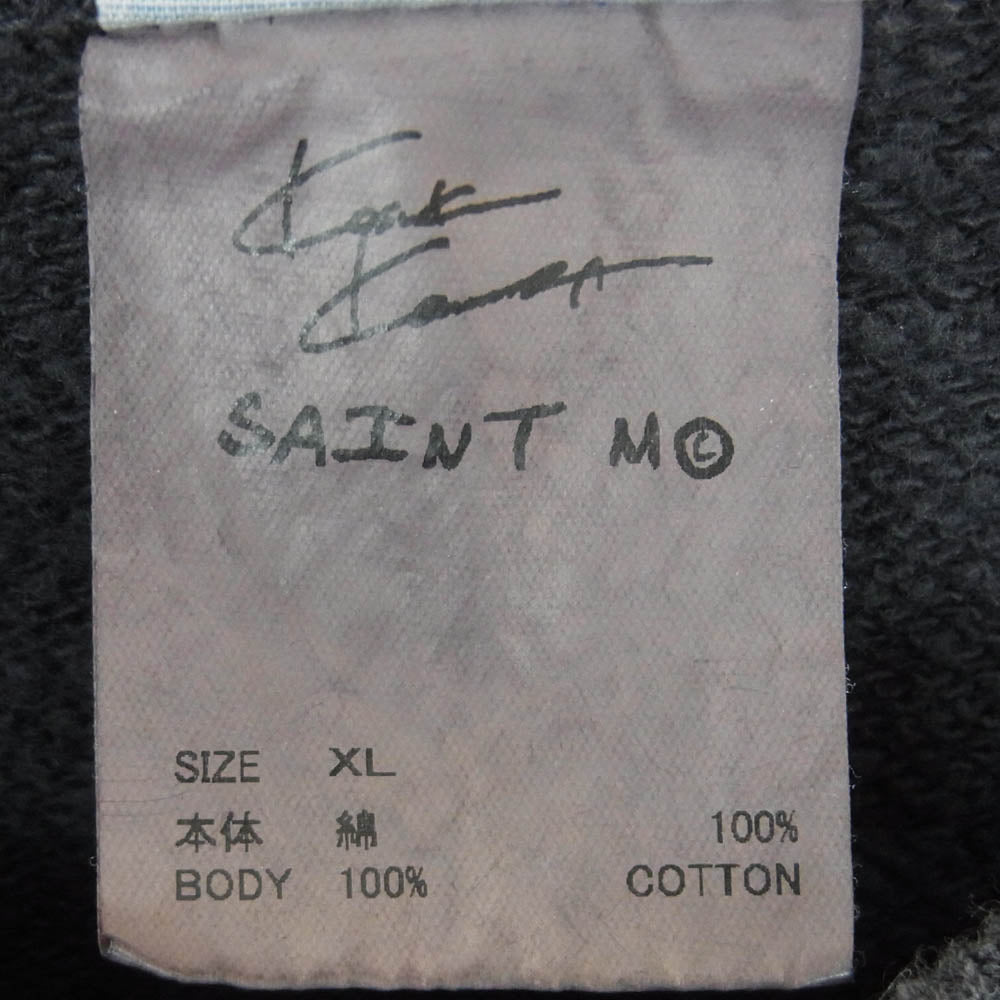 SAINT M©
SIZE XL
本体 綿 100%
BODY 100% COTTON